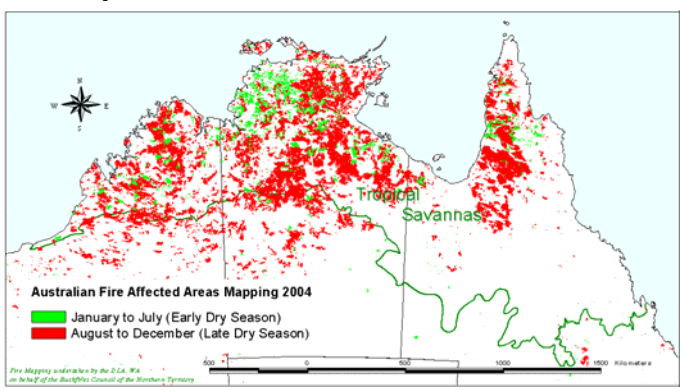 N
W E
S
Tropical
Savannas
Australian Fire Affected Areas Mapping 2004
January to July (Early Dry Season)
August to December (Late Dry Season)
500 0 500 1000 1500 Kilometers
Fire Mapping undertaken by the DLA, WA
on behalf of the Bushfires Council of the Northern Territory